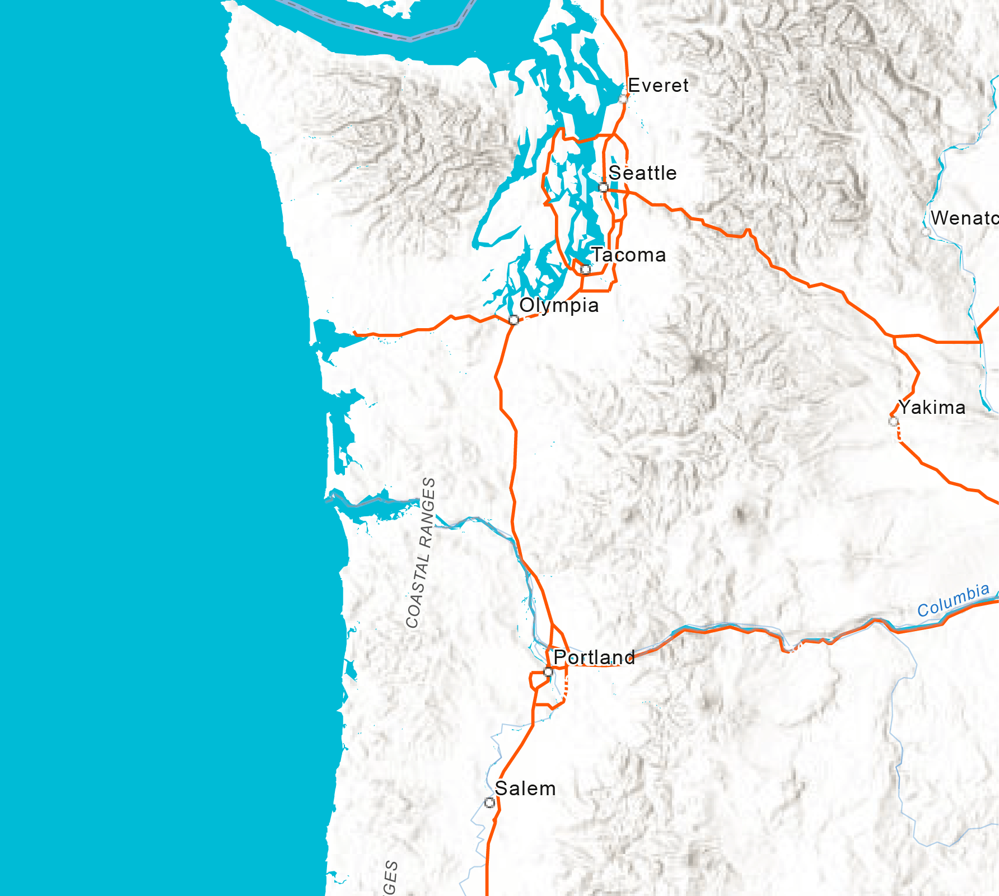 Everet
Seattle
Wenatc
Tacoma
Olympia
Yakima
COASTAL RANGES
Columbia
Portland
Salem
GES